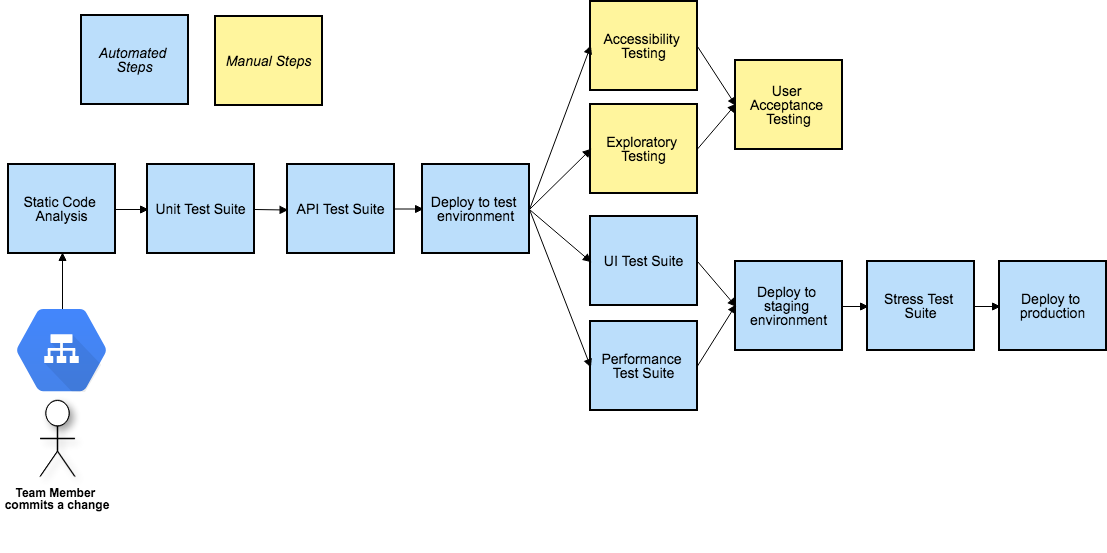 Automated
Steps
Manual Steps
Accessibility
Testing
User
Acceptance
Testing
Exploratory
Testing
Static Code
Analysis
Unit Test Suite
API Test Suite
Deploy to test
environment
UI Test Suite
Deploy to
staging
environment
Stress Test
Suite
Deploy to
production
Performance
Test Suite
Team Member
commits a change